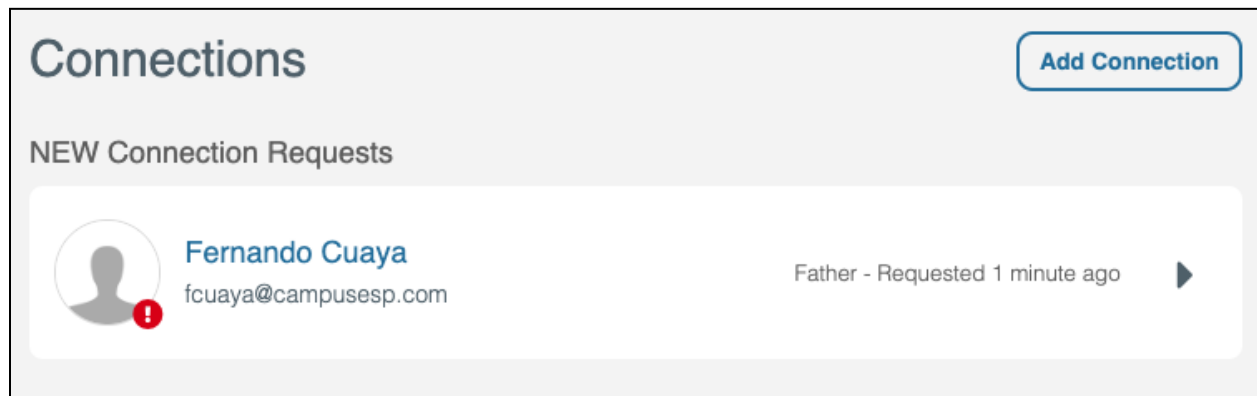 Connections
Add Connection
NEW Connection Requests
Fernando Cuaya
fcuaya@campusesp.com
Father - Requested 1 minute ago